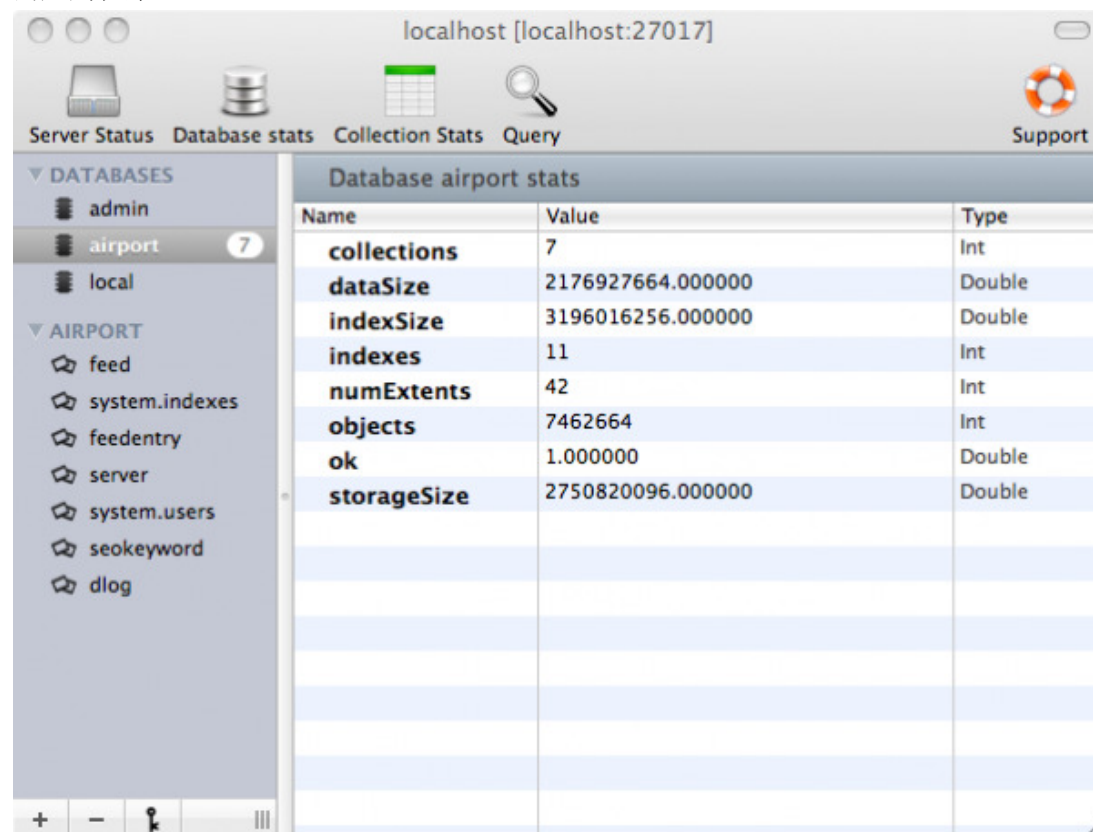 localhost [localhost:27017]
Server Status Database stats Collection Stats Query Support
DATABASES
admin
airport 7
local
AIRPORT
feed
system.indexes
feedentry
server
system.users
seokeyword
dlog
Database airport stats
Name Value Type
collections 7 Int
dataSize 2176927664.000000 Double
indexSize 3196016256.000000 Double
indexes 11 Int
numExtents 42 Int
objects 7462664 Int
ok 1.000000 Double
storageSize 2750820096.000000 Double